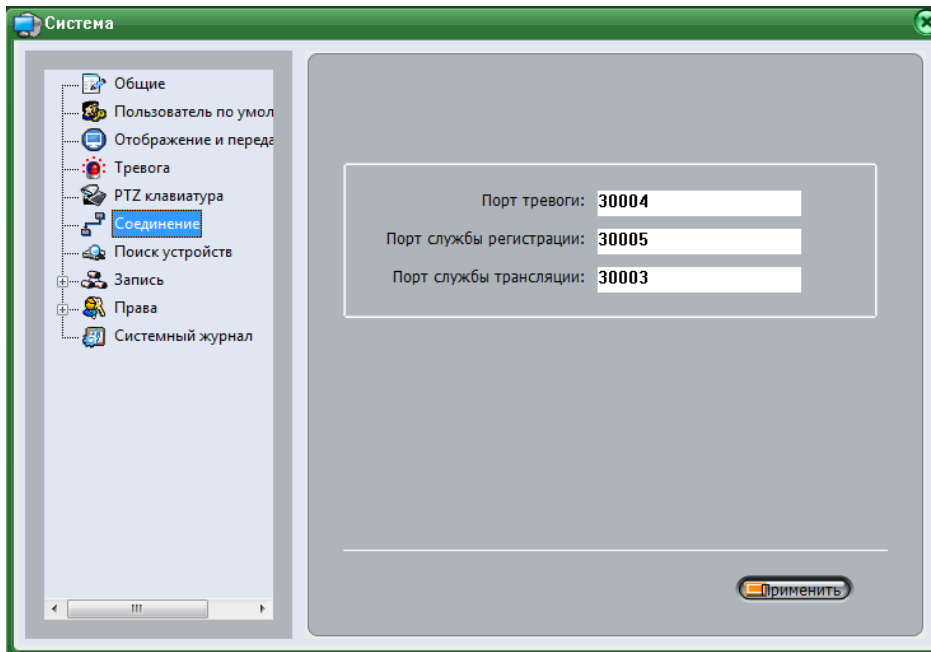 Система
Общие
Пользователь по умол
Отображение и переда
Тревога
PTZ клавиатура
Соединение
Поиск устройств
Запись
Права
Системный журнал
Порт тревоги: 30004
Порт службы регистрации: 30005
Порт службы трансляции: 30003
Применить